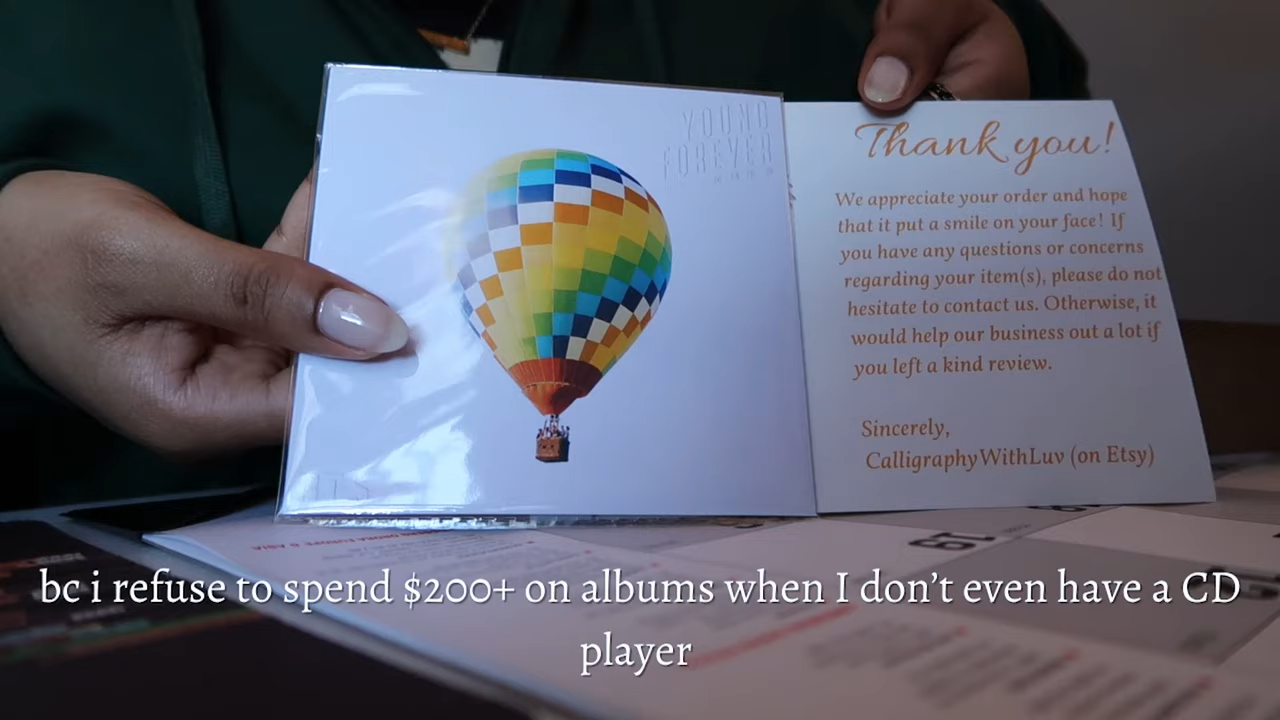 YOUNG
FOREVER
BTS
Thank you!
We appreciate your order and hope
that it put a smile on your face! If
you have any questions or concerns
regarding your item(s), please do not
hesitate to contact us. Otherwise, it
would help our business out a lot if
you left a kind review.
Sincerely,
CalligraphyWithLuv (on Etsy)
19
bc i refuse to spend $200+ on albums when I don't even have a CD
player